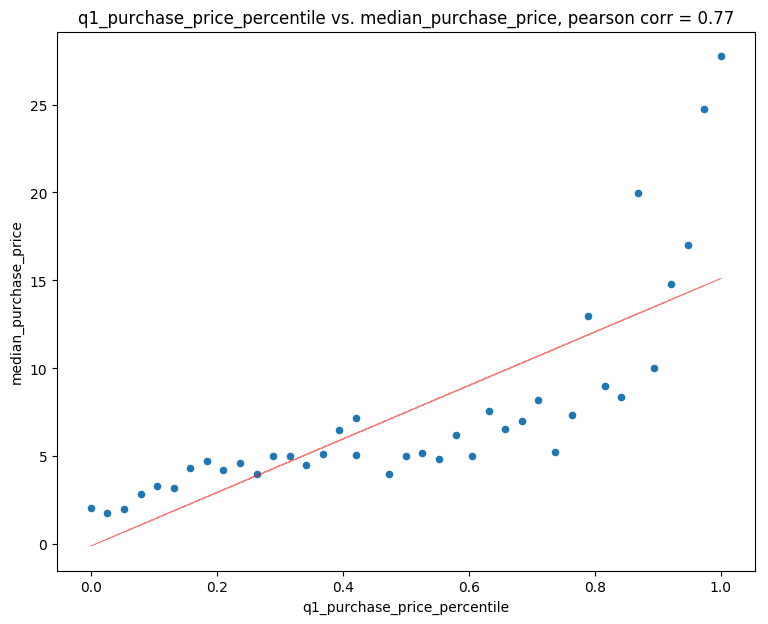 q1_purchase_price_percentile vs. median_purchase_price, pearson corr = 0.77
25
20
15
10
5
0
median_purchase_price
0.0 0.2 0.4 0.6 0.8 1.0
q1_purchase_price_percentile